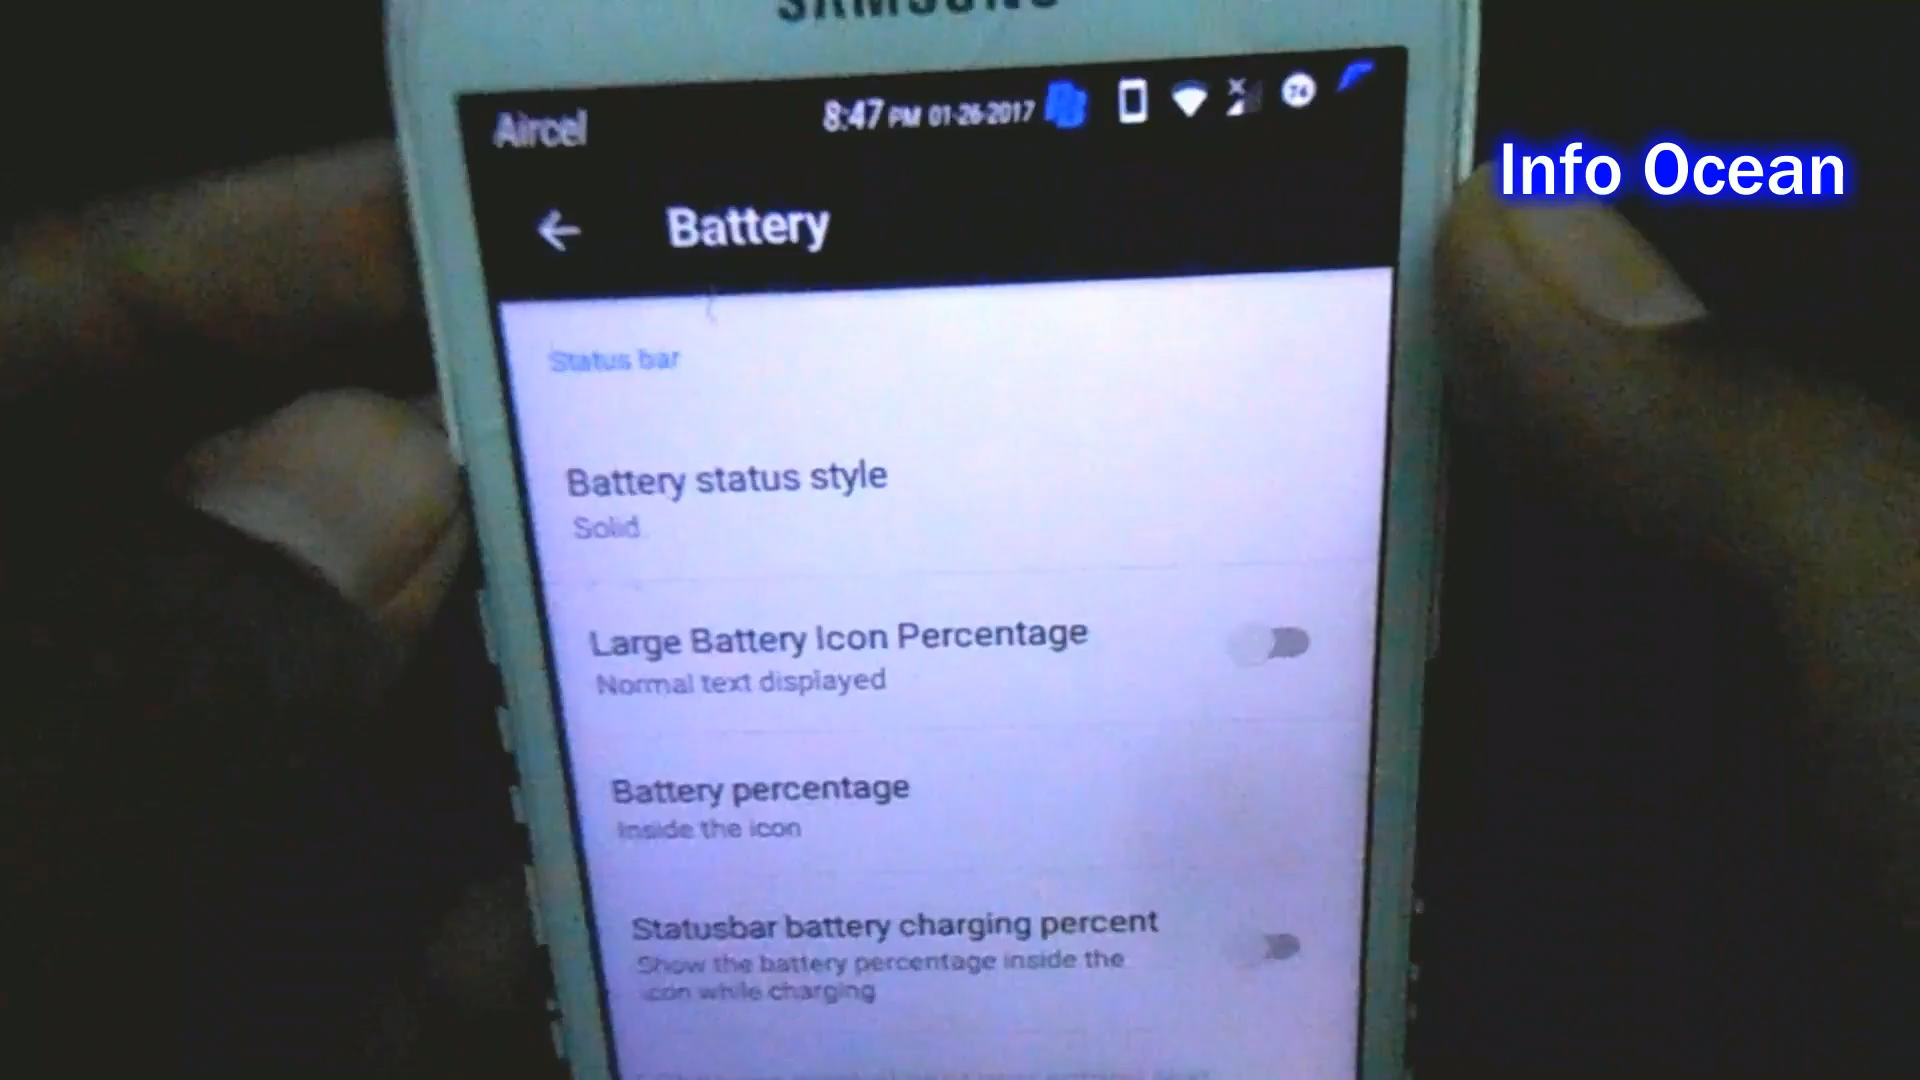 SAMSUNG
Aircel 8:47 PM 01-26-2017 74
Info Ocean
Battery
Status bar
Battery status style
Solid
Large Battery Icon Percentage
Normal text displayed
Battery percentage
Inside the icon
Statusbar battery charging percent
Show the battery percentage inside the
icon while charging